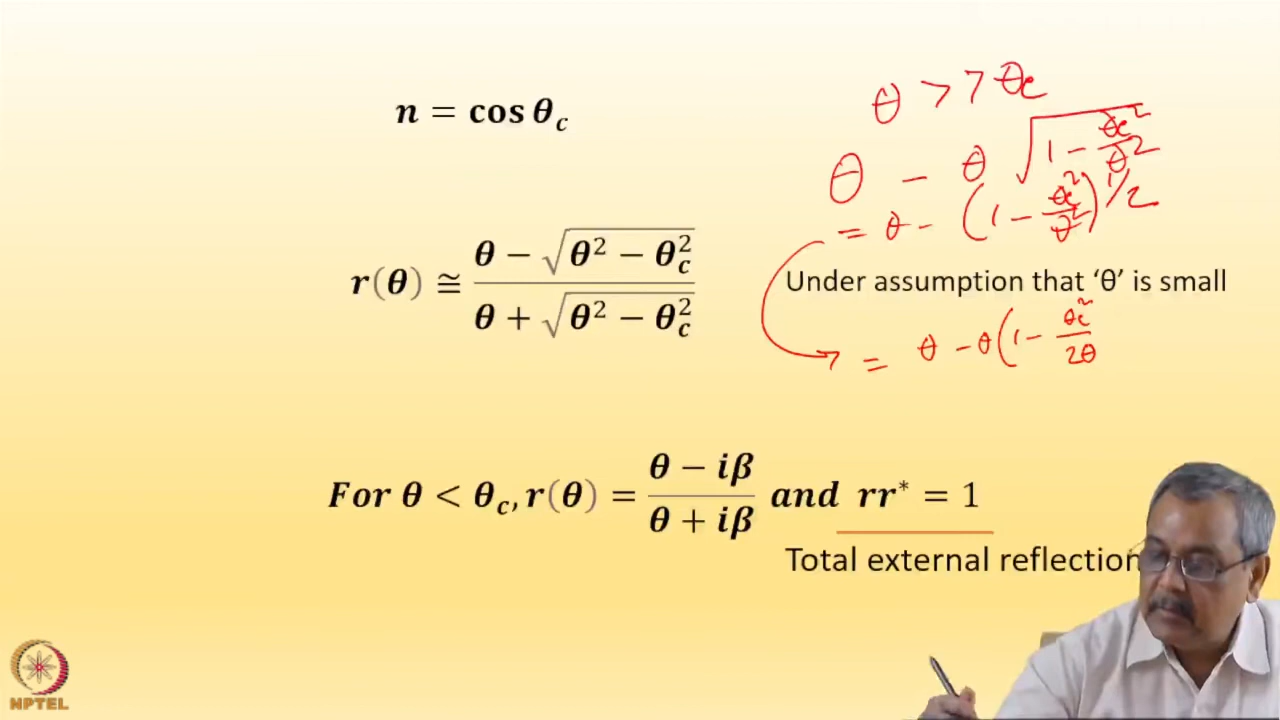 n = cos θ_c
θ > > θ_c
θ - θ √(1 - θ_c²/θ²)
= θ - (1 - θ_c²/θ²)^1/2
r(θ) ≅ (θ - √(θ² - θ_c²))/(θ + √(θ² - θ_c²))
Under assumption that ‘θ’ is small
= θ - θ(1 - θ_c²/2θ
For θ < θ_c, r(θ) = (θ - iβ)/(θ + iβ) and rr* = 1
Total external reflection
NPTEL